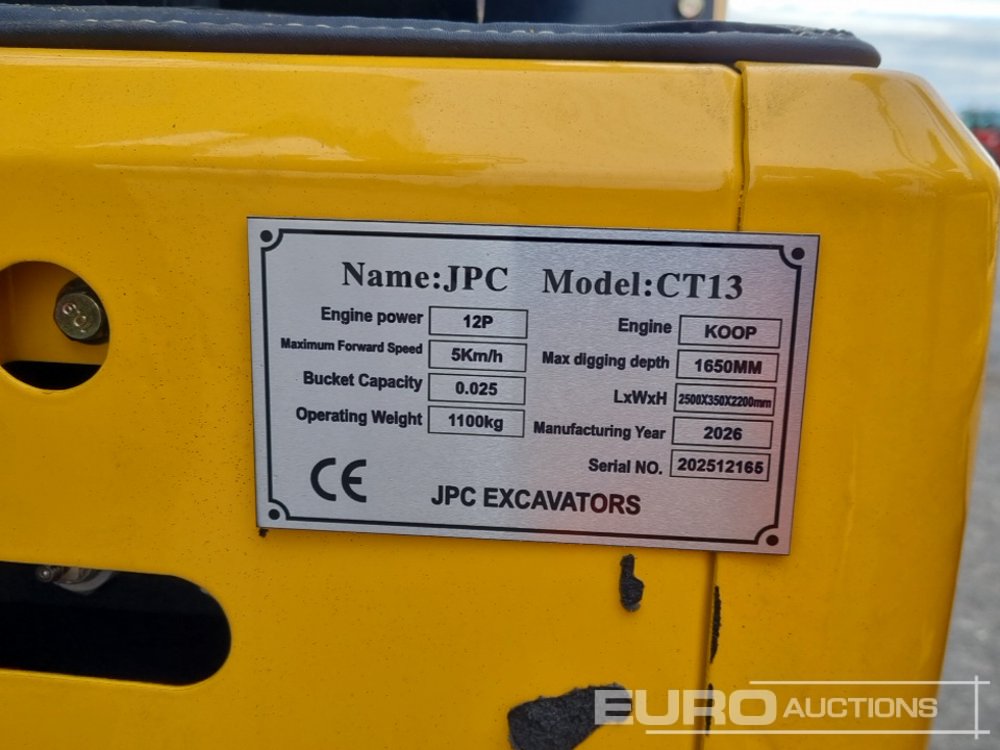 Name:JPC Model:CT13
Engine power 12P
Maximum Forward Speed 5Km/h
Bucket Capacity 0.025
Operating Weight 1100kg
Engine KOOP
Max digging depth 1650MM
LxWxH 2500X350X2200mm
Manufacturing Year 2026
Serial NO. 202512165
CE JPC EXCAVATORS
EURO AUCTIONS